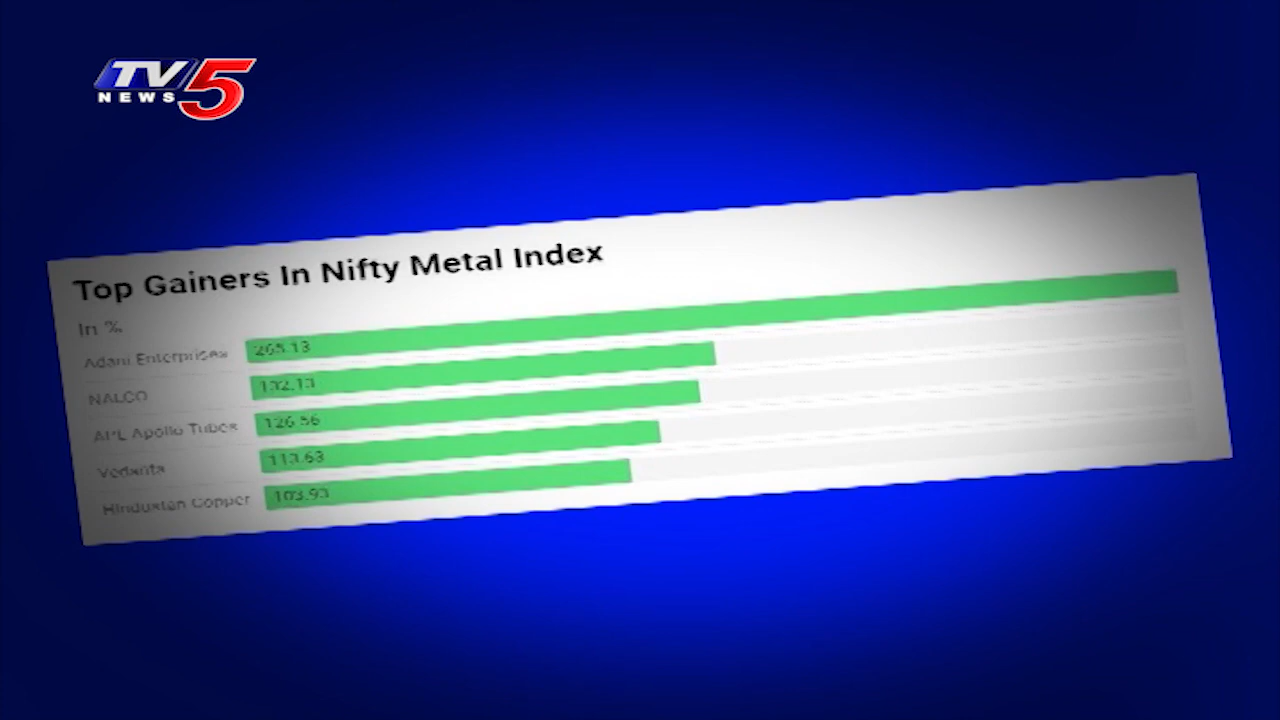 TV5
NEWS
Top Gainers In Nifty Metal Index
In %
Adani Enterprises 265.13
NALCO 132.13
APL Apollo Tubes 126.56
Vedanta 113.63
Hindustan Copper 103.93